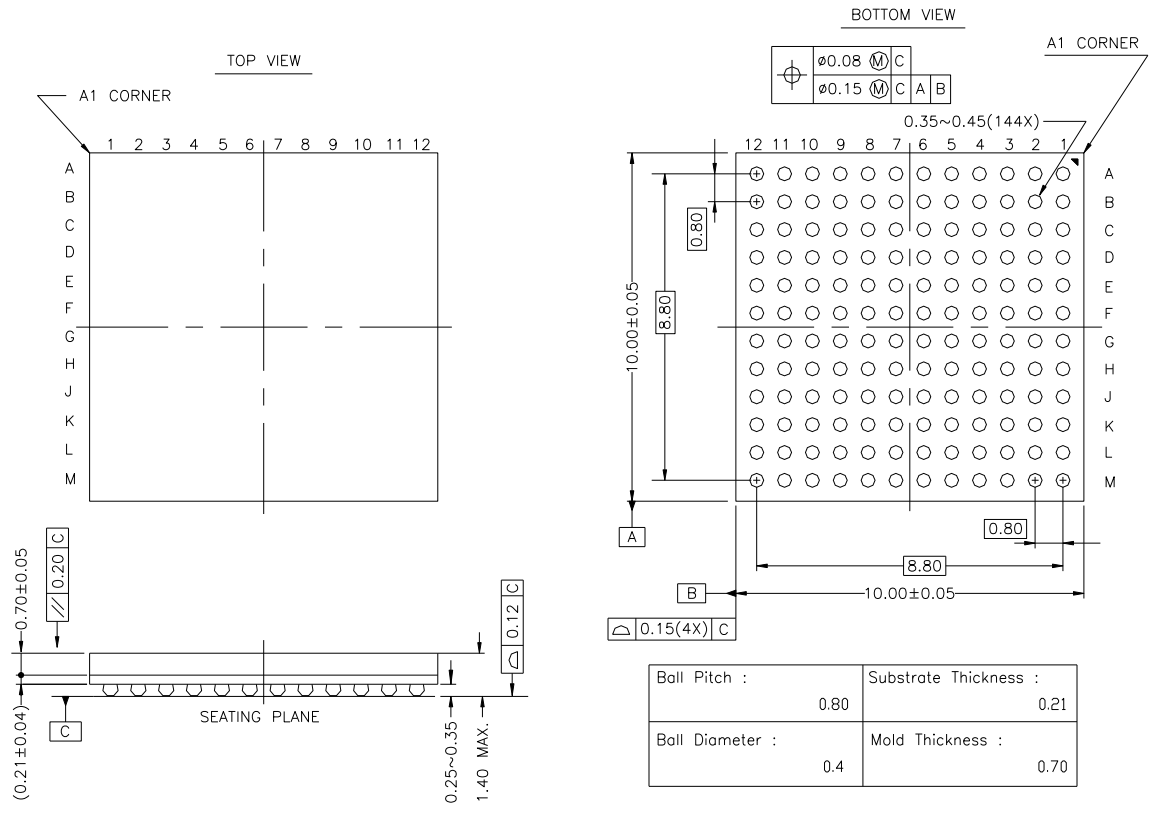 TOP VIEW
A1 CORNER
1 2 3 4 5 6 7 8 9 10 11 12
A
B
C
D
E
F
G
H
J
K
L
M
BOTTOM VIEW
A1 CORNER
⌀0.08 Ⓜ C
⌀0.15 Ⓜ C A B
0.35~0.45(144X)
12 11 10 9 8 7 6 5 4 3 2 1
A
B
C
D
E
F
G
H
J
K
L
M
0.80
8.80
10.00±0.05
A
0.80
8.80
B
10.00±0.05
0.15(4X) C
0.70±0.05
// 0.20 C
(0.21±0.04)
C
SEATING PLANE
0.25~0.35
1.40 MAX.
0.12 C
Ball Pitch :
0.80
Substrate Thickness :
0.21
Ball Diameter :
0.4
Mold Thickness :
0.70